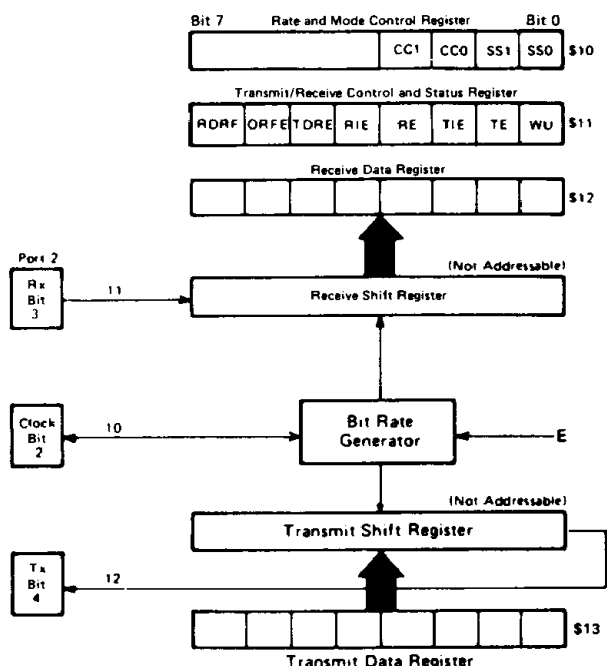 Bit 7 Rate and Mode Control Register Bit 0
CC1 CC0 SS1 SS0 $10
Transmit/Receive Control and Status Register
RDRF ORFE TDRE RIE RE TIE TE WU $11
Receive Data Register
$12
Port 2
(Not Addressable)
Rx
Bit
3
11
Receive Shift Register
Clock
Bit
2
10
Bit Rate
Generator
E
(Not Addressable)
Transmit Shift Register
Tx
Bit
4
12
$13
Transmit Data Register